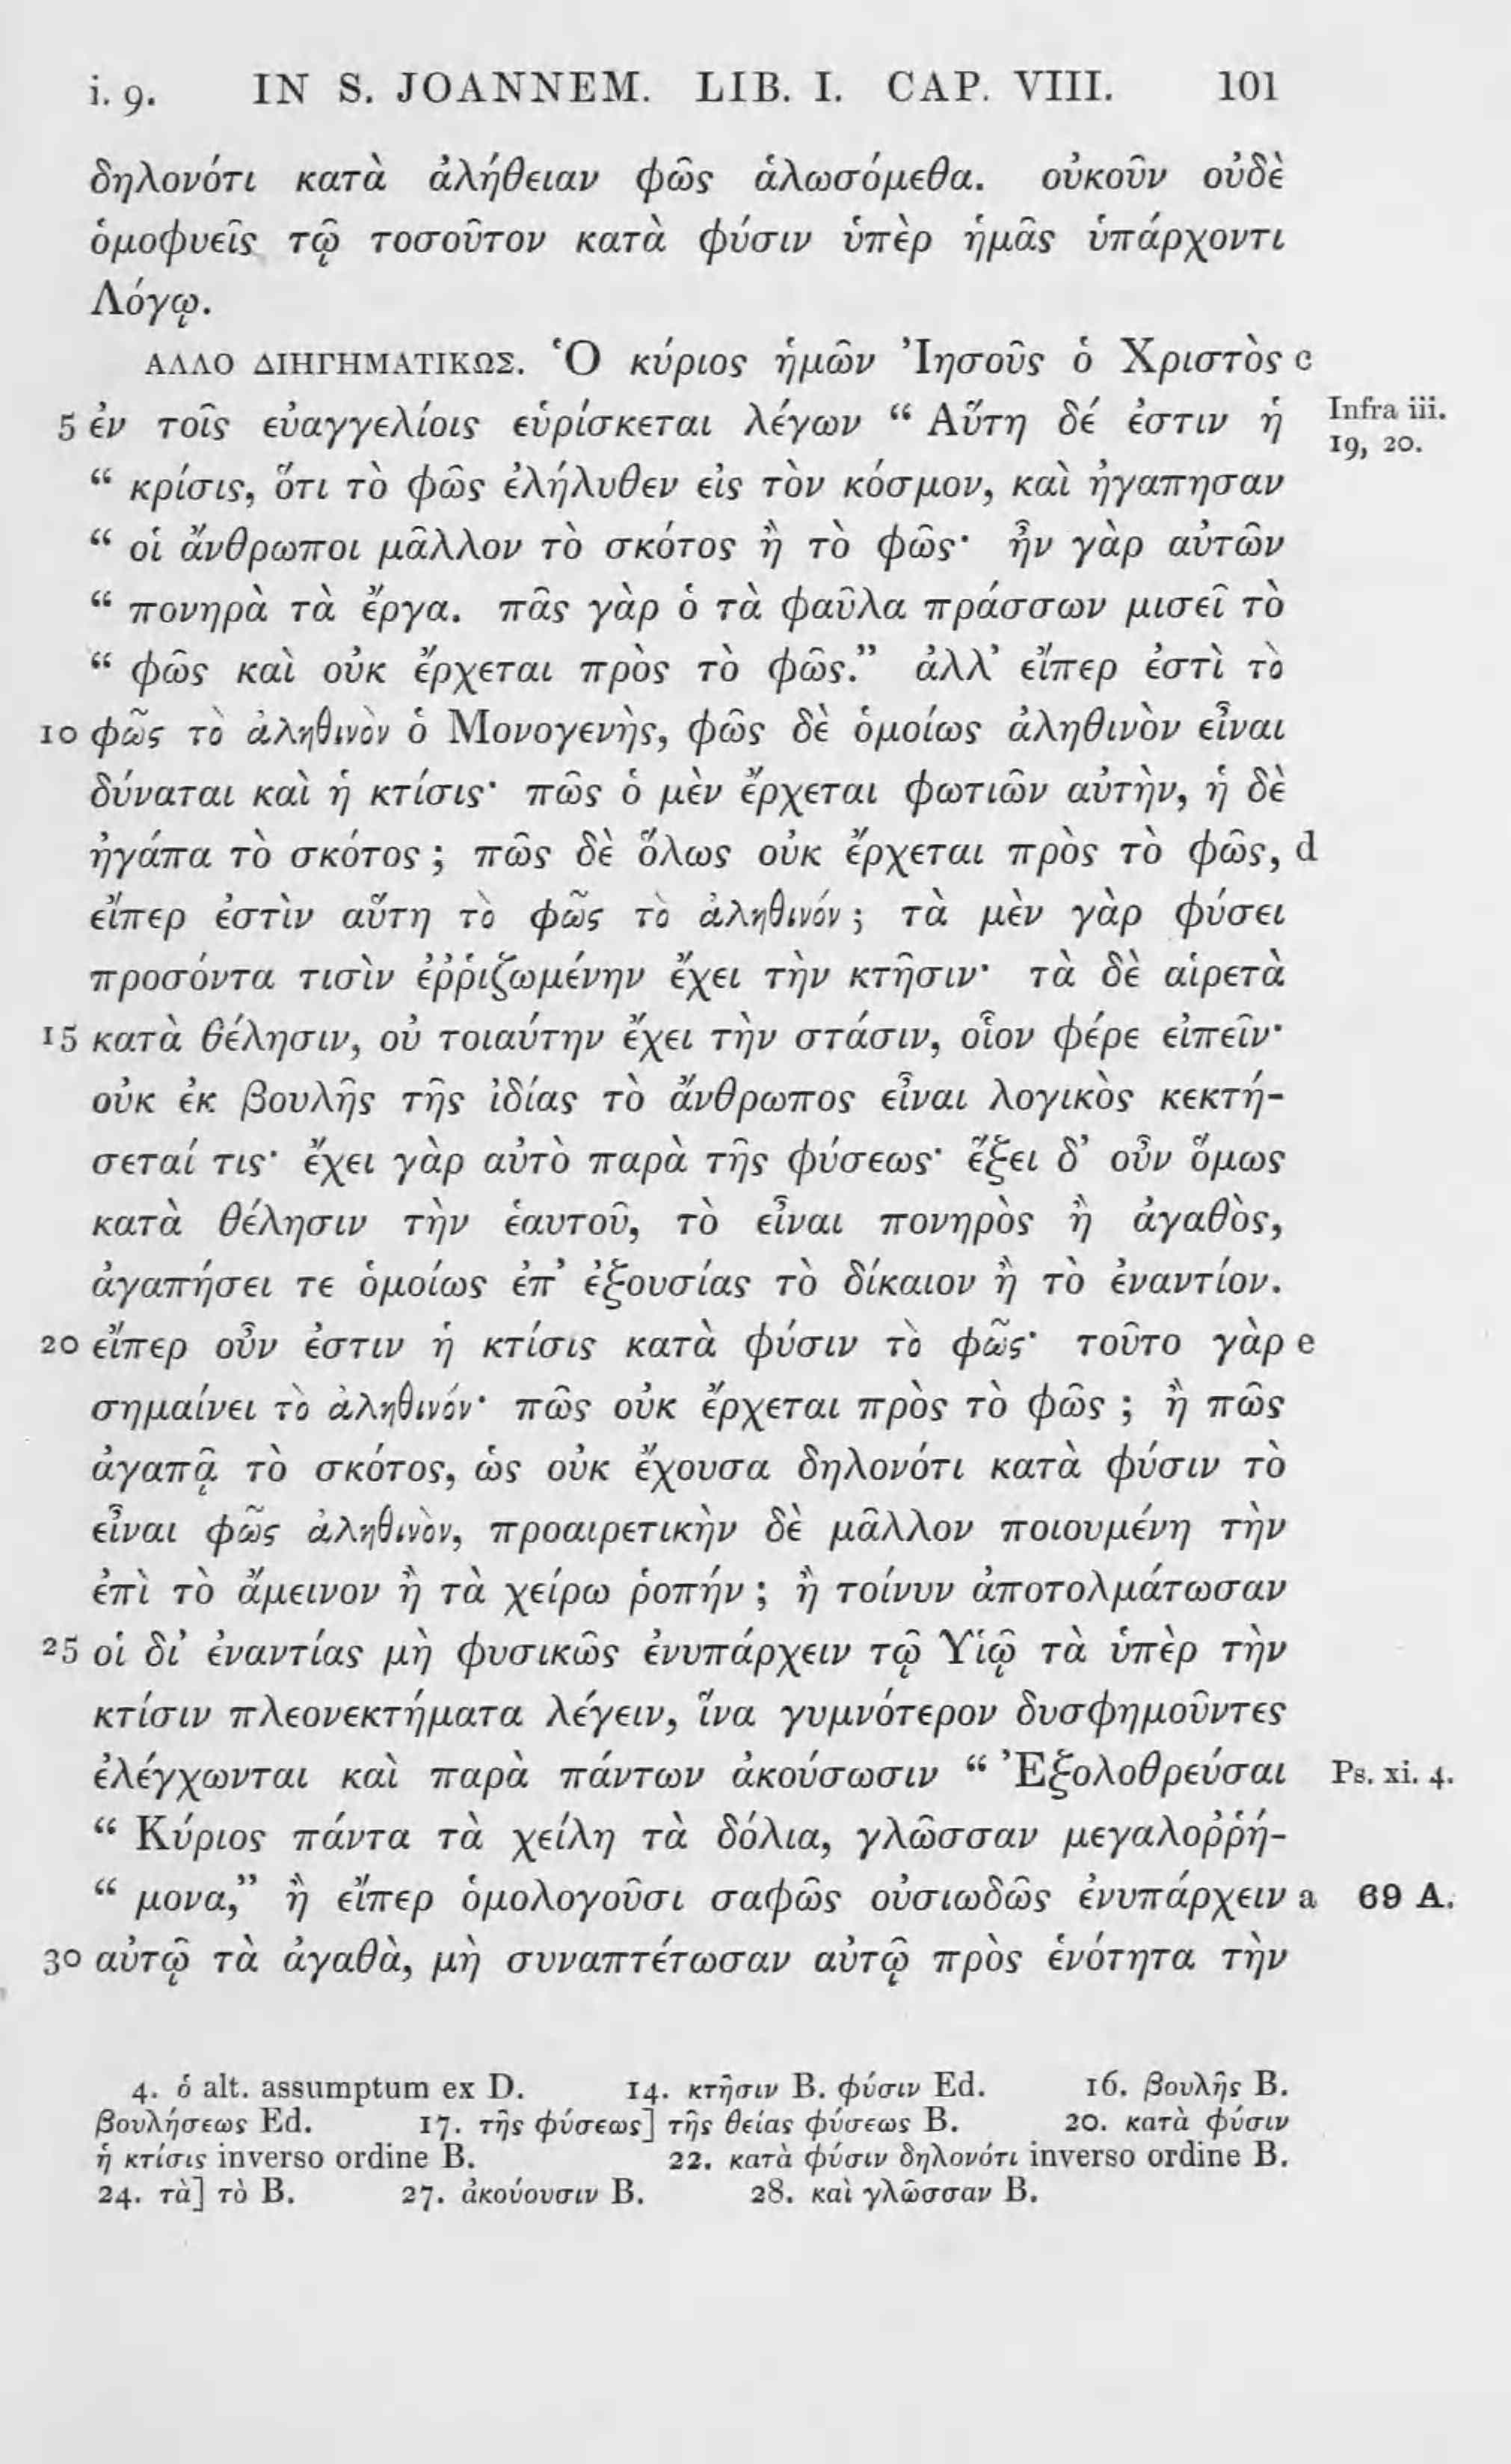 i. 9. IN S. JOANNEM. LIB. I. CAP. VIII. 101
δηλονότι κατὰ ἀλήθειαν φῶς ἁλωσόμεθα. οὐκοῦν οὐδὲ
ὁμοφυεῖς τῷ τοσοῦτον κατὰ φύσιν ὑπὲρ ἡμᾶς ὑπάρχοντι
Λόγῳ.
ΑΛΛΟ ΔΙΗΓΗΜΑΤΙΚΩΣ. Ὁ κύριος ἡμῶν Ἰησοῦς ὁ Χριστὸς c
5 ἐν τοῖς εὐαγγελίοις εὑρίσκεται λέγων “ Αὕτη δέ ἐστιν ἡ Infra iii. 19, 20.
“ κρίσις, ὅτι τὸ φῶς ἐλήλυθεν εἰς τὸν κόσμον, καὶ ἠγαπησαν
“ οἱ ἄνθρωποι μᾶλλον τὸ σκότος ἢ τὸ φῶς· ἦν γὰρ αὐτῶν
“ πονηρὰ τὰ ἔργα. πᾶς γὰρ ὁ τὰ φαῦλα πράσσων μισεῖ τὸ
“ φῶς καὶ οὐκ ἔρχεται πρὸς τὸ φῶς.” ἀλλ’ εἴπερ ἐστὶ τὸ
10 φῶς τὸ ἀληθινὸν ὁ Μονογενὴς, φῶς δὲ ὁμοίως ἀληθινὸν εἶναι
δύναται καὶ ἡ κτίσις· πῶς ὁ μὲν ἔρχεται φωτιῶν αὐτὴν, ἡ δὲ
ἠγάπα τὸ σκότος ; πῶς δὲ ὅλως οὐκ ἔρχεται πρὸς τὸ φῶς, d
εἴπερ ἐστὶν αὕτη τὸ φῶς τὸ ἀληθινόν ; τὰ μὲν γὰρ φύσει
προσόντα τισὶν ἐῤῥιζωμένην ἔχει τὴν κτῆσιν· τὰ δὲ αἱρετὰ
15 κατὰ θέλησιν, οὐ τοιαύτην ἔχει τὴν στάσιν, οἷον φέρε εἰπεῖν·
οὐκ ἐκ βουλῆς τῆς ἰδίας τὸ ἄνθρωπος εἶναι λογικὸς κεκτή-
σεταί τις· ἔχει γὰρ αὐτὸ παρὰ τῆς φύσεως· ἕξει δ’ οὖν ὅμως
κατὰ θέλησιν τὴν ἑαυτοῦ, τὸ εἶναι πονηρὸς ἢ ἀγαθὸς,
ἀγαπήσει τε ὁμοίως ἐπ’ ἐξουσίας τὸ δίκαιον ἢ τὸ ἐναντίον.
20 εἴπερ οὖν ἐστιν ἡ κτίσις κατὰ φύσιν τὸ φῶς· τοῦτο γὰρ e
σημαίνει τὸ ἀληθινόν· πῶς οὐκ ἔρχεται πρὸς τὸ φῶς ; ἢ πῶς
ἀγαπᾷ τὸ σκότος, ὡς οὐκ ἔχουσα δηλονότι κατὰ φύσιν τὸ
εἶναι φῶς ἀληθινὸν, προαιρετικὴν δὲ μᾶλλον ποιουμένη τὴν
ἐπὶ τὸ ἄμεινον ἢ τὰ χείρω ῥοπήν ; ἢ τοίνυν ἀποτολμάτωσαν
25 οἱ δι’ ἐναντίας μὴ φυσικῶς ἐνυπάρχειν τῷ Υἱῷ τὰ ὑπὲρ τὴν
κτίσιν πλεονεκτήματα λέγειν, ἵνα γυμνότερον δυσφημοῦντες
ἐλέγχωνται καὶ παρὰ πάντων ἀκούσωσιν “ Ἐξολοθρεύσαι Ps. xi. 4.
“ Κύριος πάντα τὰ χείλη τὰ δόλια, γλῶσσαν μεγαλοῤῥή-
“ μονα,” ἢ εἴπερ ὁμολογοῦσι σαφῶς οὐσιωδῶς ἐνυπάρχειν a 69 A.
30 αὐτῷ τὰ ἀγαθὰ, μὴ συναπτέτωσαν αὐτῷ πρὸς ἑνότητα τὴν
4. ὁ alt. assumptum ex D. 14. κτῆσιν B. φύσιν Ed. 16. βουλῆς B.
βουλήσεως Ed. 17. τῆς φύσεως] τῆς θείας φύσεως B. 20. κατὰ φύσιν
ἡ κτίσις inverso ordine B. 22. κατὰ φύσιν δηλονότι inverso ordine B.
24. τὰ] τὸ B. 27. ἀκούουσιν B. 28. καὶ γλῶσσαν B.